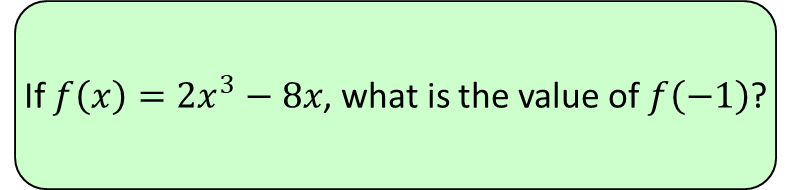 If f(x) = 2x³ − 8x, what is the value of f(−1)?